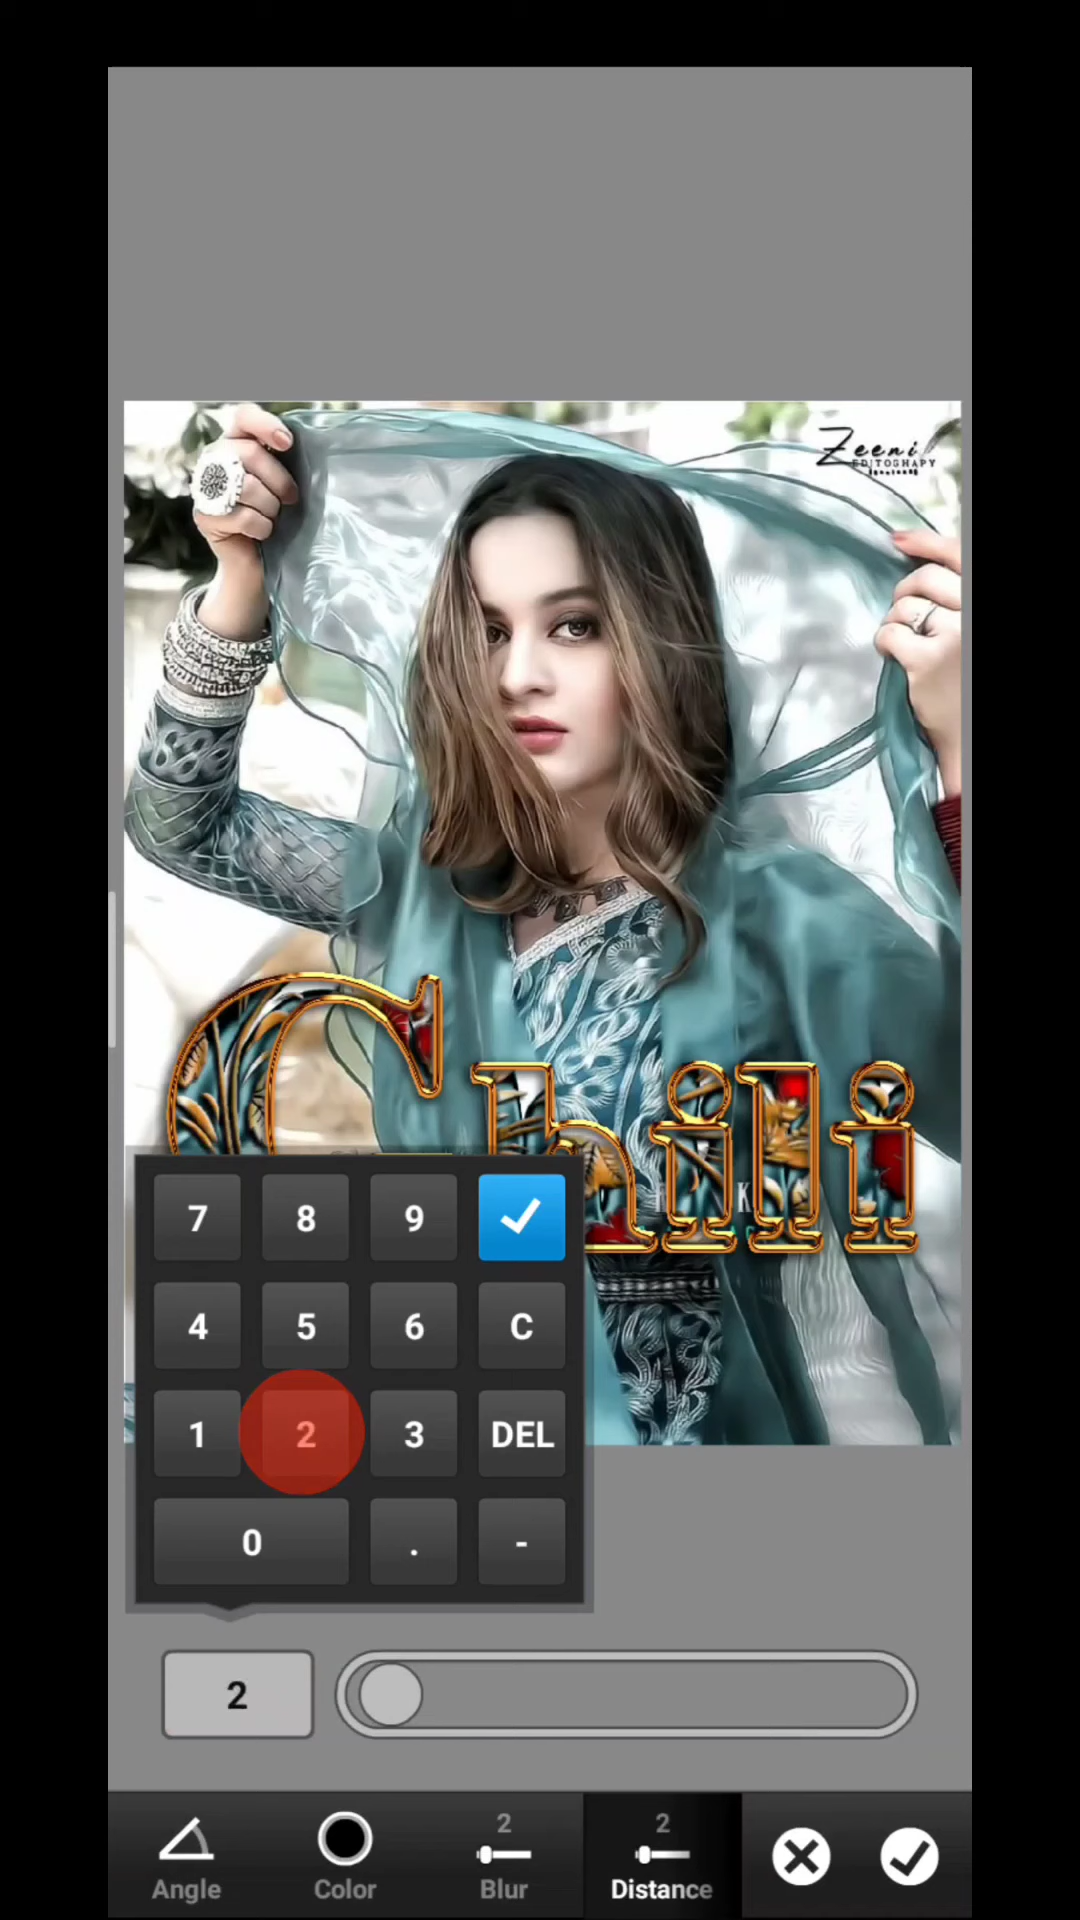 Zeeni
EDITOGHAPY
Chili
K
7 8 9
4 5 6 C
1 2 3 DEL
0 . -
2
2 2
Angle Color Blur Distance